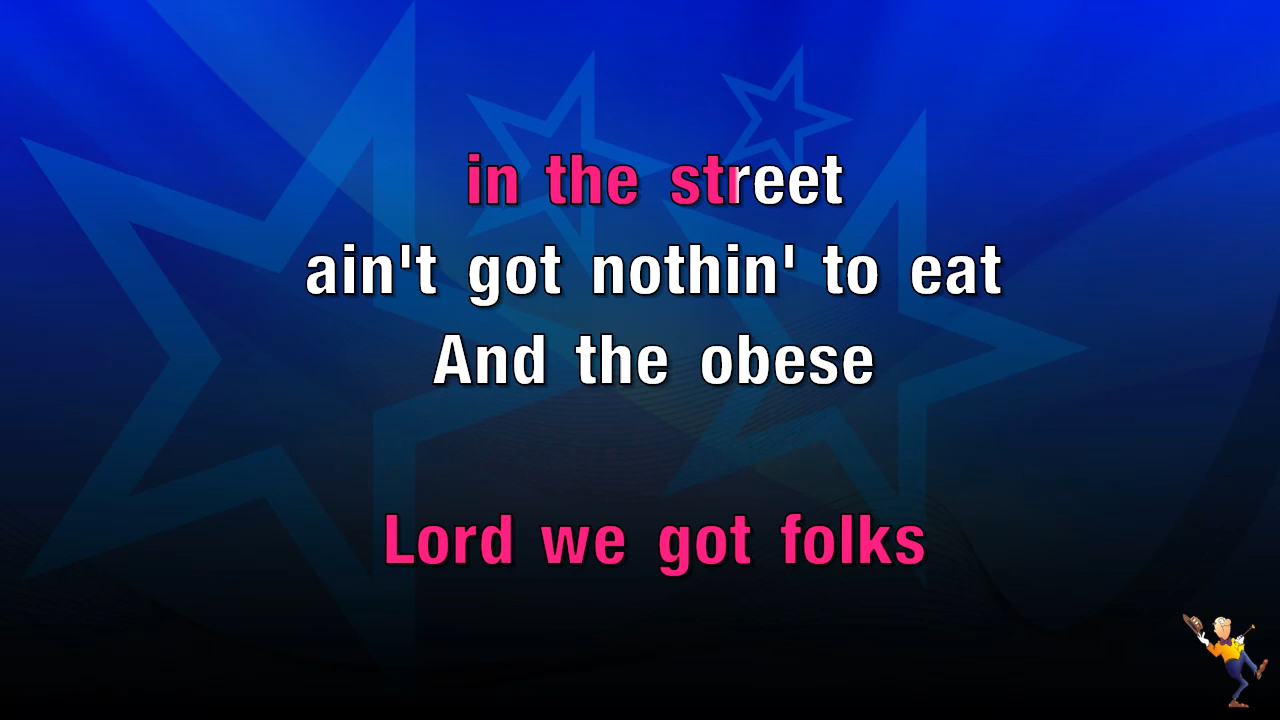 in the street
ain't got nothin' to eat
And the obese
Lord we got folks